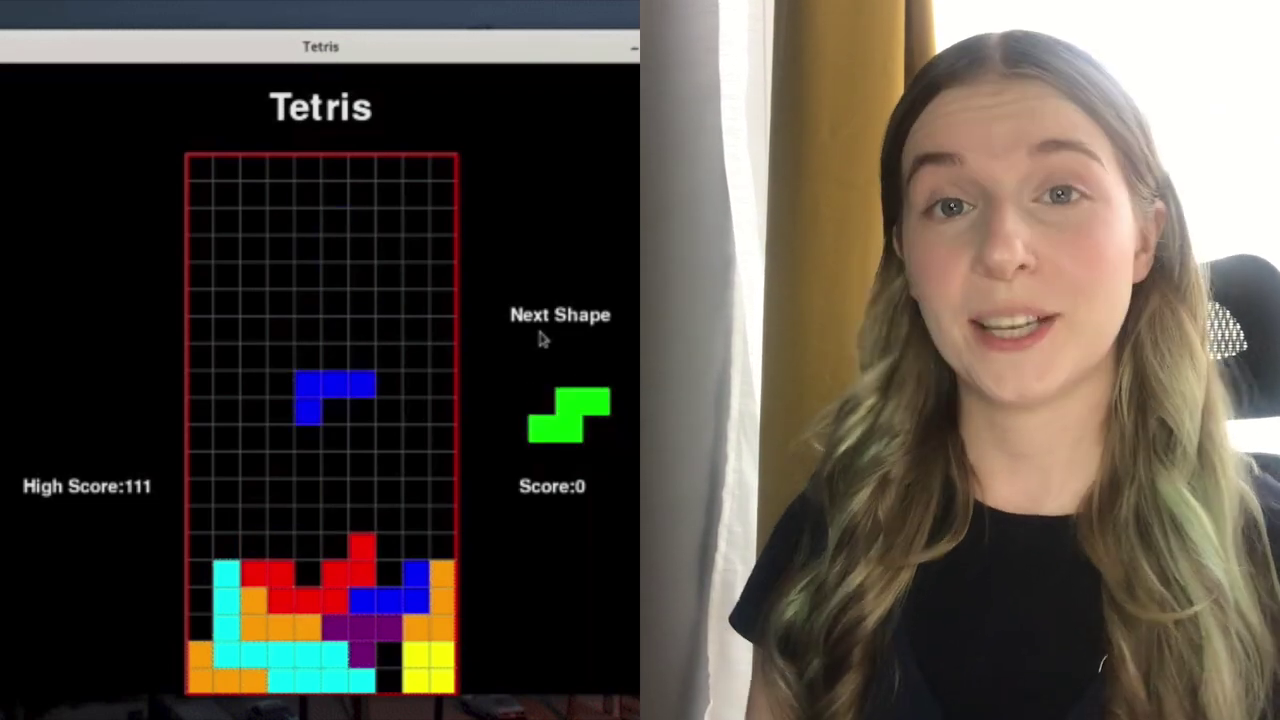 Tetris
Tetris
Next Shape
High Score:111
Score:0